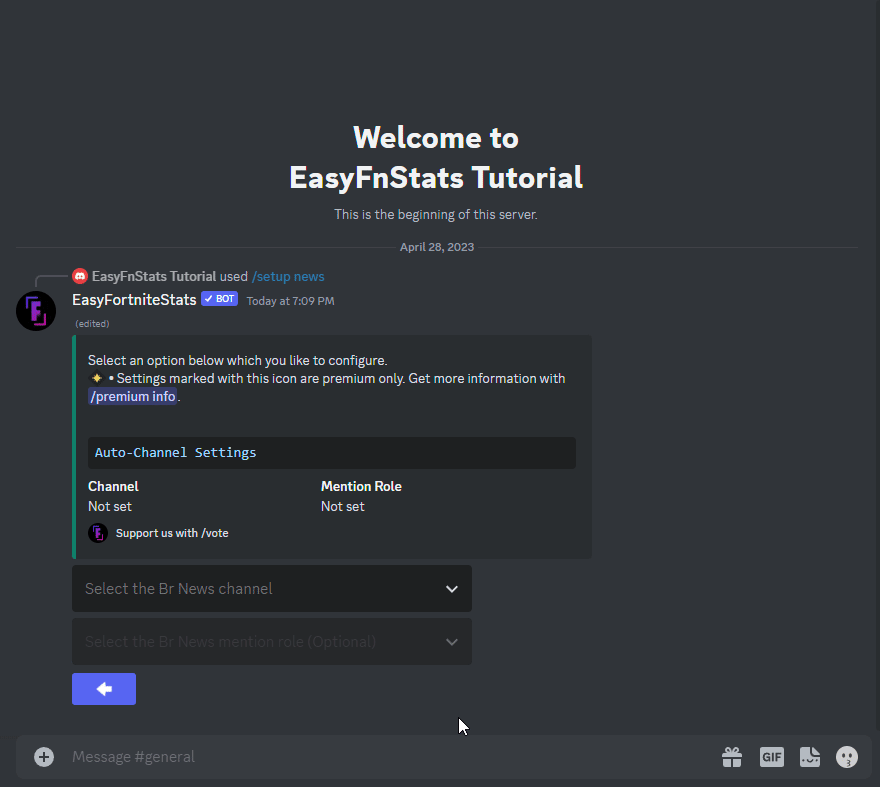 Welcome to
EasyFnStats Tutorial
This is the beginning of this server.
April 28, 2023
EasyFnStats Tutorial used /setup news
EasyFortniteStats ✓ BOT Today at 7:09 PM
(edited)
Select an option below which you like to configure.
• Settings marked with this icon are premium only. Get more information with
/premium info.
Auto-Channel Settings
Channel Mention Role
Not set Not set
Support us with /vote
Select the Br News channel
Select the Br News mention role (Optional)
Message #general GIF